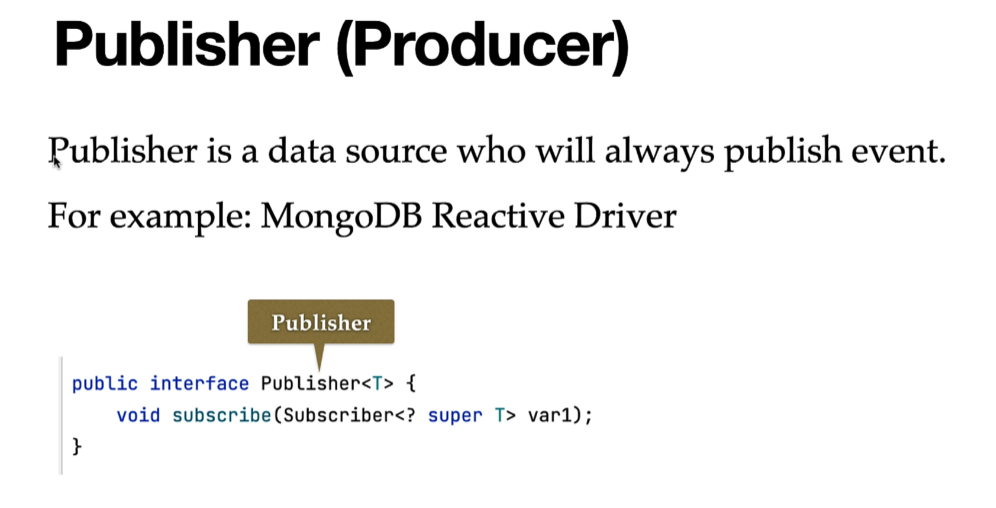 Publisher (Producer)
Publisher is a data source who will always publish event.
For example: MongoDB Reactive Driver
Publisher
public interface Publisher<T> {
    void subscribe(Subscriber<? super T> var1);
}